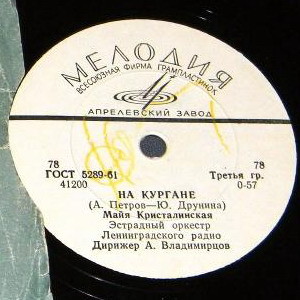 МЕЛОДИЯ
ВСЕСОЮЗНАЯ ФИРМА ГРАМПЛАСТИНОК
АПРЕЛЕВСКИЙ ЗАВОД
78 78
ГОСТ 5289-61 Третья гр.
41200 0-57
НА КУРГАНЕ
(А. Петров—Ю. Друнина)
Майя Кристалинская
Эстрадный оркестр
Ленинградского радио
Дирижер А. Владимирцов